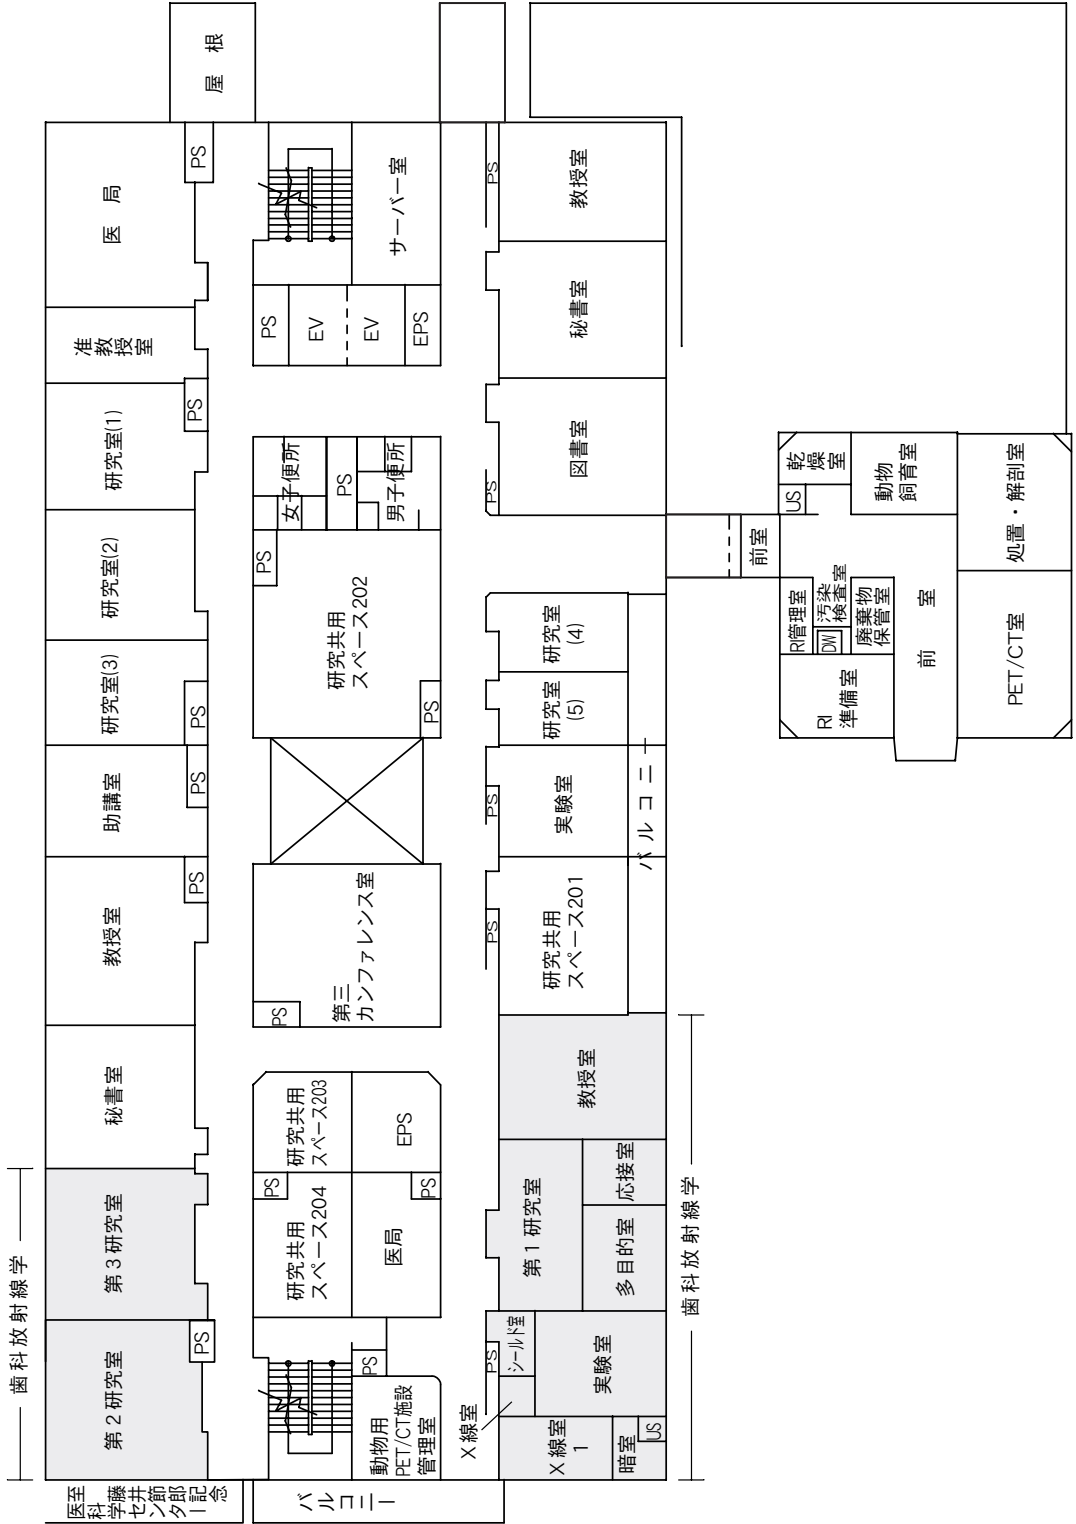 屋根
医局
PS
准教授室
研究室(1)
PS
研究室(2)
研究室(3)
PS
助講室
PS
教授室
PS
秘書室
第3研究室
第2研究室
PS
歯科放射線学
サーバー室
PS
EV
EV
EPS
女子便所
PS
男子便所
PS
研究共用
スペース202
PS
第三
カンファレンス室
PS
研究共用
スペース203
EPS
PS
研究共用
スペース204
PS
医局
PS
動物用
PET/CT施設
管理室
至藤井節郎記念
医科学センター
バルコニー
PS
教授室
秘書室
図書室
PS
研究室
(4)
研究室
(5)
実験室
PS
バルコニー
研究共用
スペース201
PS
教授室
応接室
第1研究室
多目的室
シールド室
PS
実験室
X線室
X線室
1
暗室
US
歯科放射線学
前室
乾燥室
US
動物
飼育室
処置・解剖室
RI管理室
汚染
検査室
DW
廃棄物
保管室
前室
RI
準備室
PET/CT室